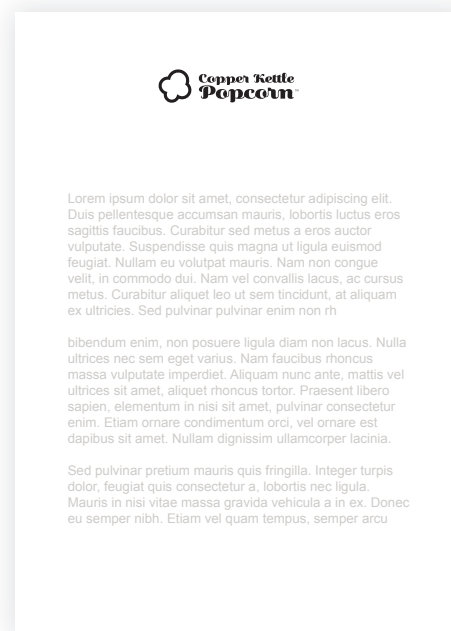 Copper Kettle
Popcorn™
Lorem ipsum dolor sit amet, consectetur adipiscing elit.
Duis pellentesque accumsan mauris, lobortis luctus eros
sagittis faucibus. Curabitur sed metus a eros auctor
vulputate. Suspendisse quis magna ut ligula euismod
feugiat. Nullam eu volutpat mauris. Nam non congue
velit, in commodo dui. Nam vel convallis lacus, ac cursus
metus. Curabitur aliquet leo ut sem tincidunt, at aliquam
ex ultricies. Sed pulvinar pulvinar enim non rh
bibendum enim, non posuere ligula diam non lacus. Nulla
ultrices nec sem eget varius. Nam faucibus rhoncus
massa vulputate imperdiet. Aliquam nunc ante, mattis vel
ultrices sit amet, aliquet rhoncus tortor. Praesent libero
sapien, elementum in nisi sit amet, pulvinar consectetur
enim. Etiam ornare condimentum orci, vel ornare est
dapibus sit amet. Nullam dignissim ullamcorper lacinia.
Sed pulvinar pretium mauris quis fringilla. Integer turpis
dolor, feugiat quis consectetur a, lobortis nec ligula.
Mauris in nisi vitae massa gravida vehicula a in ex. Donec
eu semper nibh. Etiam vel quam tempus, semper arcu